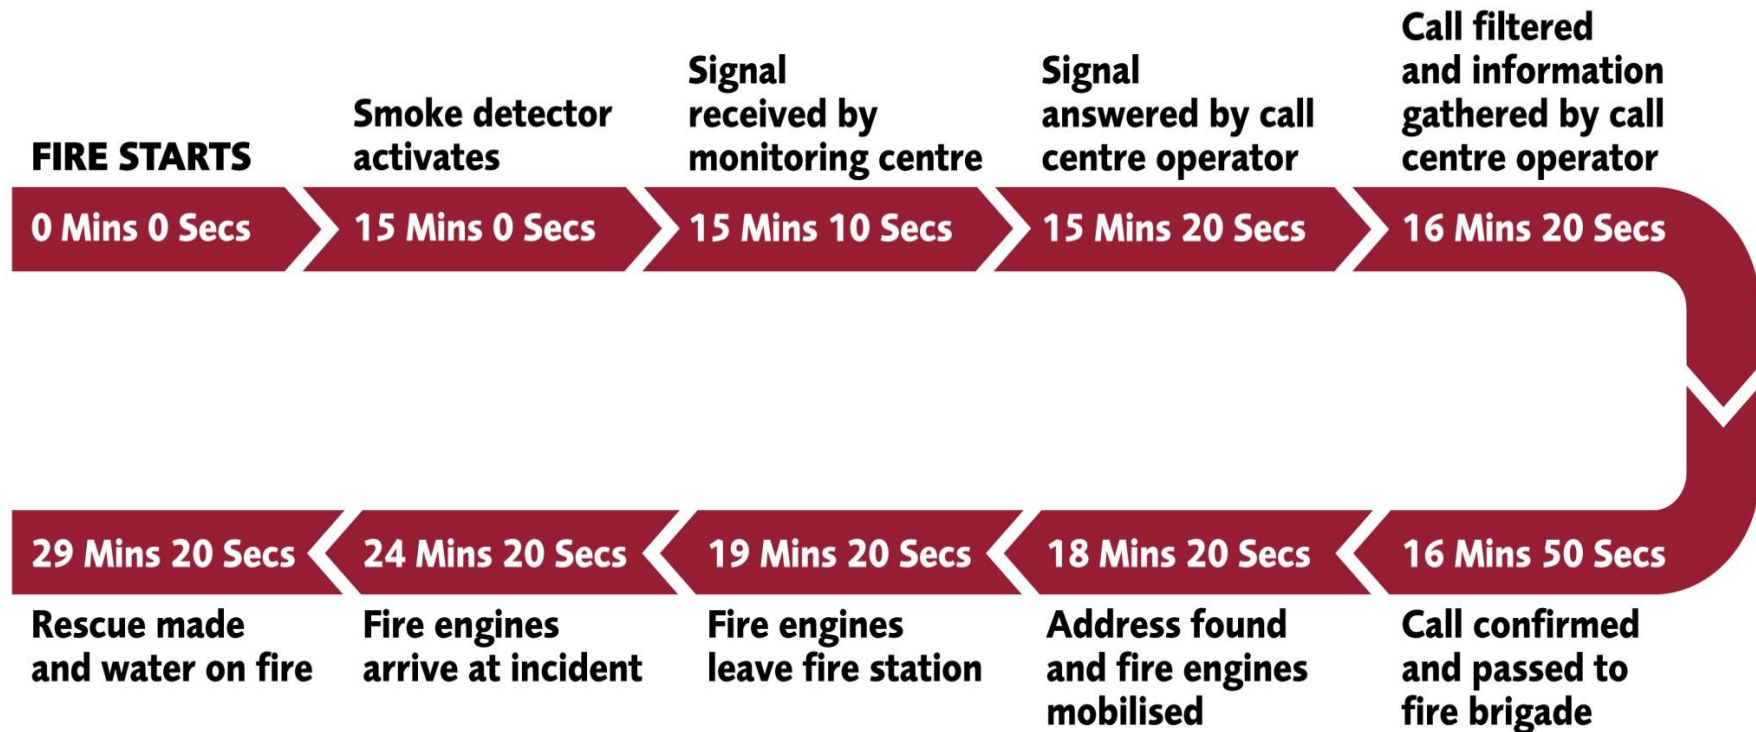 FIRE STARTS
0 Mins 0 Secs
Smoke detector
activates
15 Mins 0 Secs
Signal
received by
monitoring centre
15 Mins 10 Secs
Signal
answered by call
centre operator
15 Mins 20 Secs
Call filtered
and information
gathered by call
centre operator
16 Mins 20 Secs
16 Mins 50 Secs
Call confirmed
and passed to
fire brigade
18 Mins 20 Secs
Address found
and fire engines
mobilised
19 Mins 20 Secs
Fire engines
leave fire station
24 Mins 20 Secs
Fire engines
arrive at incident
29 Mins 20 Secs
Rescue made
and water on fire